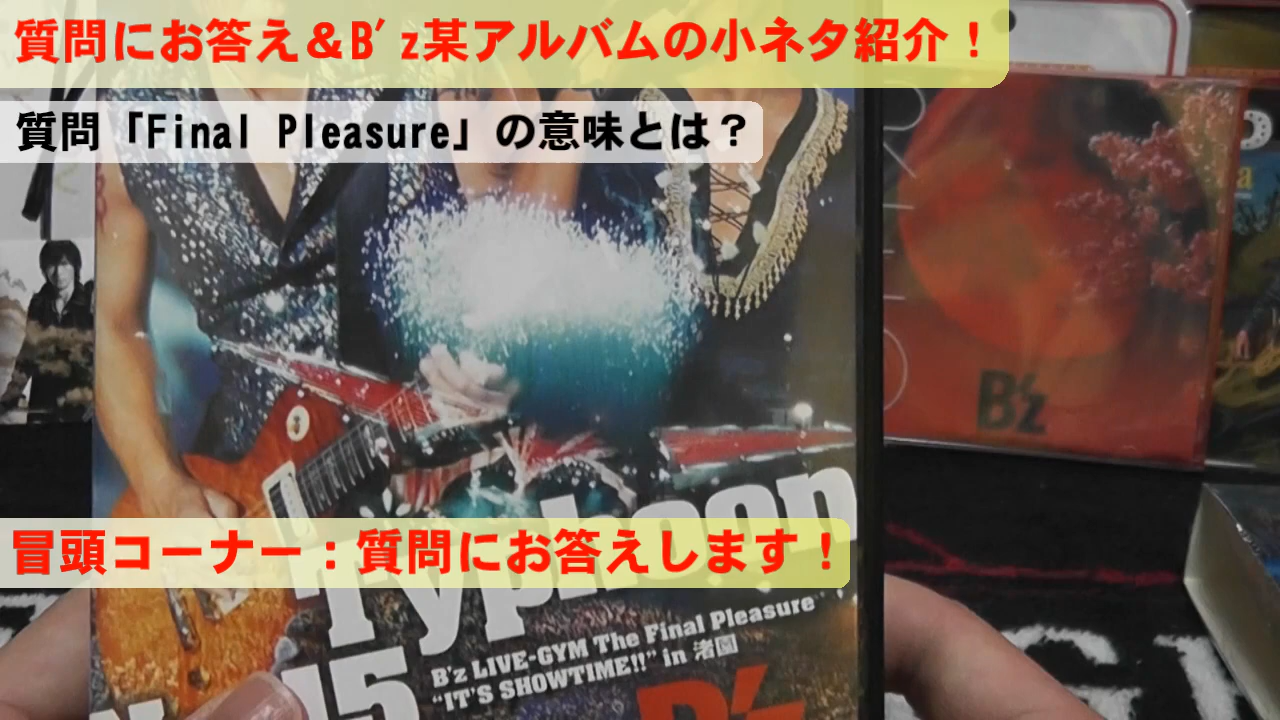 質問にお答え＆B'z某アルバムの小ネタ紹介！
質問「Final Pleasure」の意味とは？
B'z
冒頭コーナー：質問にお答えします！
Typhoon
15
B'z LIVE-GYM The Final Pleasure
“IT'S SHOWTIME!!” in 渚園
B'z